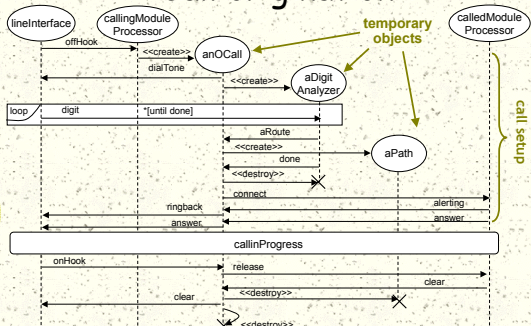 lineInterface
callingModule
Processor
calledModule
Processor
temporary
objects
offHook
<<create>>
anOCall
dialTone
<<create>>
aDigit
Analyzer
loop
digit
*[until done]
aRoute
<<create>>
aPath
done
<<destroy>>
call setup
connect
alerting
ringback
answer
answer
callinProgress
onHook
release
clear
<<destroy>>
clear
<<destroy>>